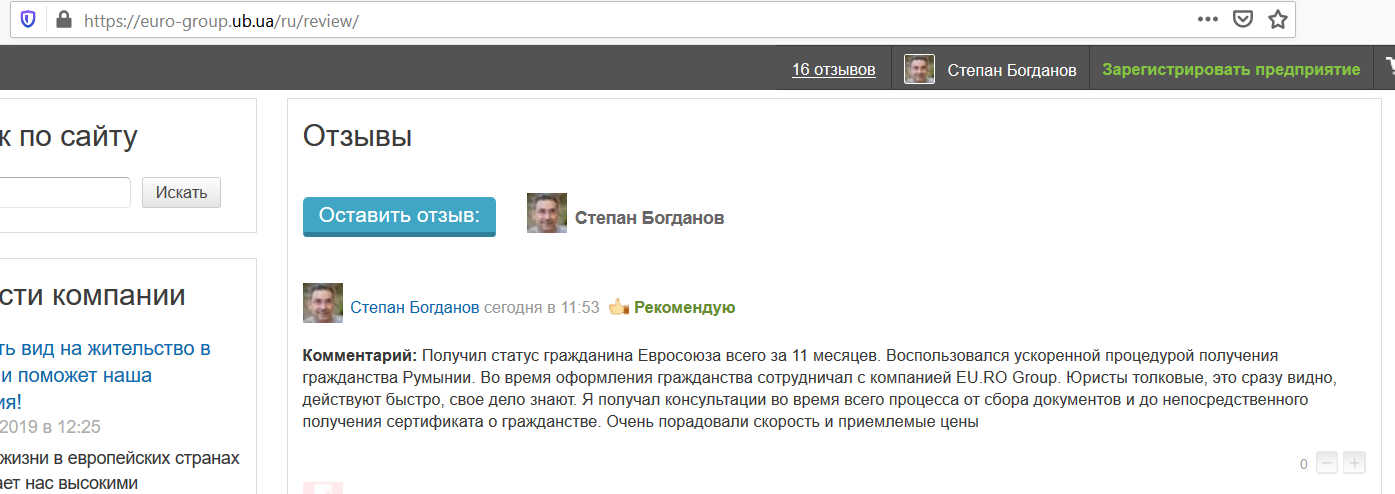 https://euro-group.ub.ua/ru/review/
16 отзывов
Степан Богданов
Зарегистрировать предприятие
к по сайту
Искать
сти компании
ть вид на жительство в
и поможет наша
ия!
2019 в 12:25
жизни в европейских странах
ает нас высокими
Отзывы
Оставить отзыв:
Степан Богданов
Степан Богданов сегодня в 11:53 Рекомендую
Комментарий: Получил статус гражданина Евросоюза всего за 11 месяцев. Воспользовался ускоренной процедурой получения
гражданства Румынии. Во время оформления гражданства сотрудничал с компанией EU.RO Group. Юристы толковые, это сразу видно,
действуют быстро, свое дело знают. Я получал консультации во время всего процесса от сбора документов и до непосредственного
получения сертификата о гражданстве. Очень порадовали скорость и приемлемые цены
0